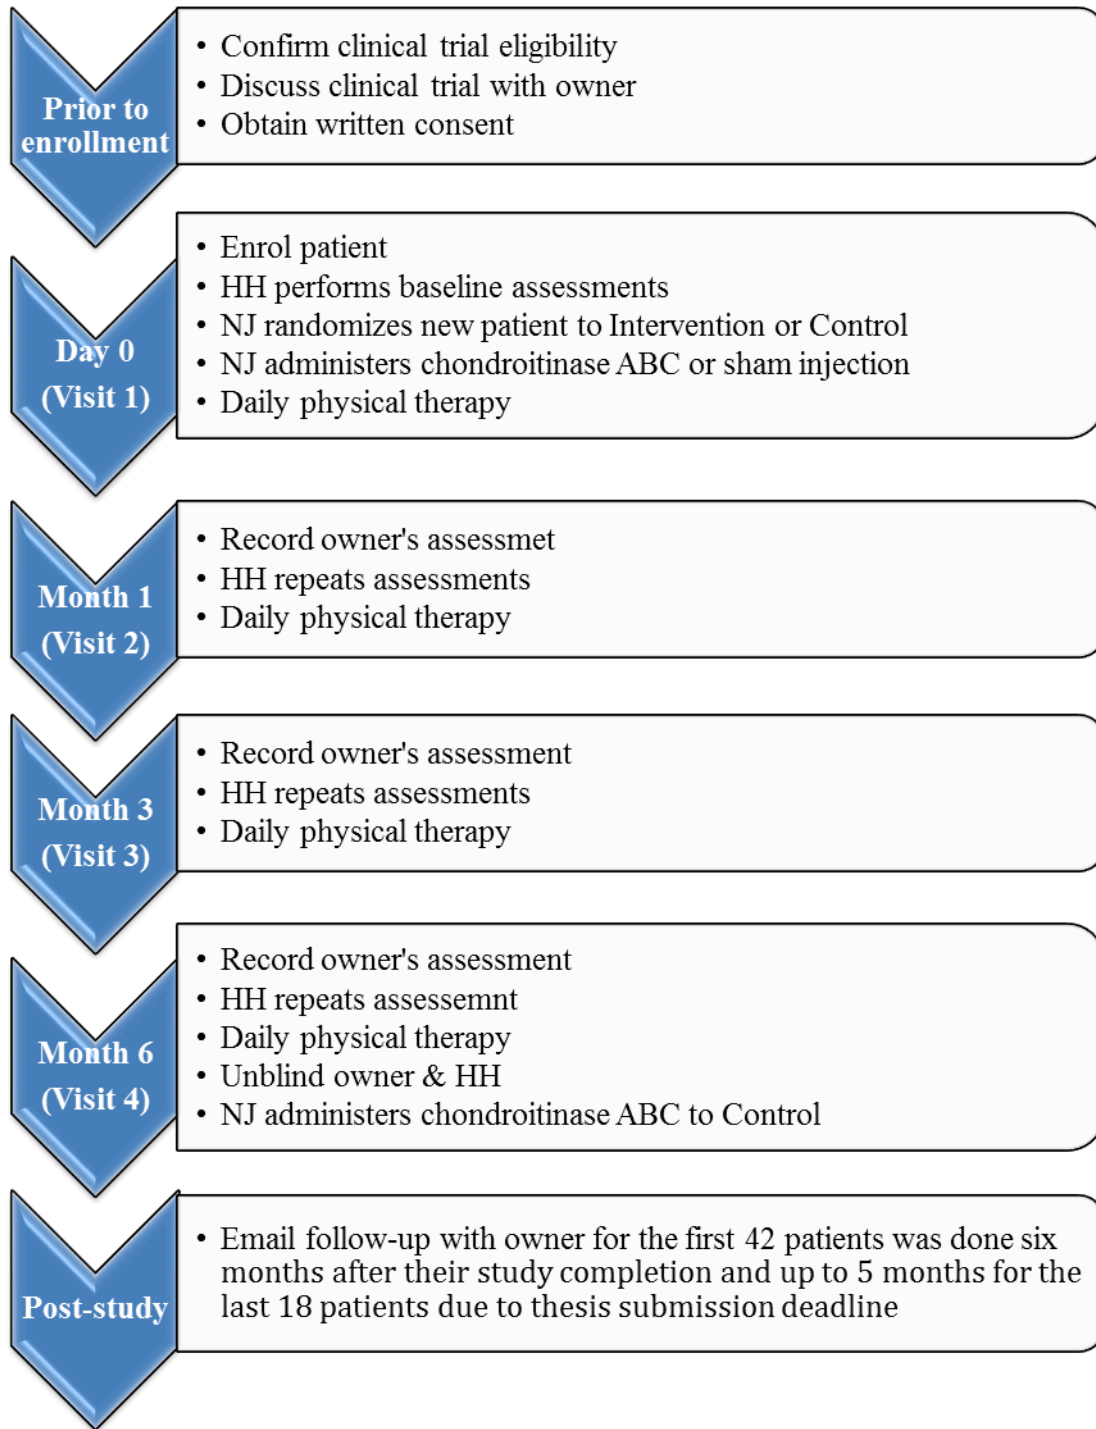 Prior to
enrollment
• Confirm clinical trial eligibility
• Discuss clinical trial with owner
• Obtain written consent
Day 0
(Visit 1)
• Enrol patient
• HH performs baseline assessments
• NJ randomizes new patient to Intervention or Control
• NJ administers chondroitinase ABC or sham injection
• Daily physical therapy
Month 1
(Visit 2)
• Record owner's assessmet
• HH repeats assessments
• Daily physical therapy
Month 3
(Visit 3)
• Record owner's assessment
• HH repeats assessments
• Daily physical therapy
Month 6
(Visit 4)
• Record owner's assessment
• HH repeats assessemnt
• Daily physical therapy
• Unblind owner & HH
• NJ administers chondroitinase ABC to Control
Post-study
• Email follow-up with owner for the first 42 patients was done six
months after their study completion and up to 5 months for the
last 18 patients due to thesis submission deadline